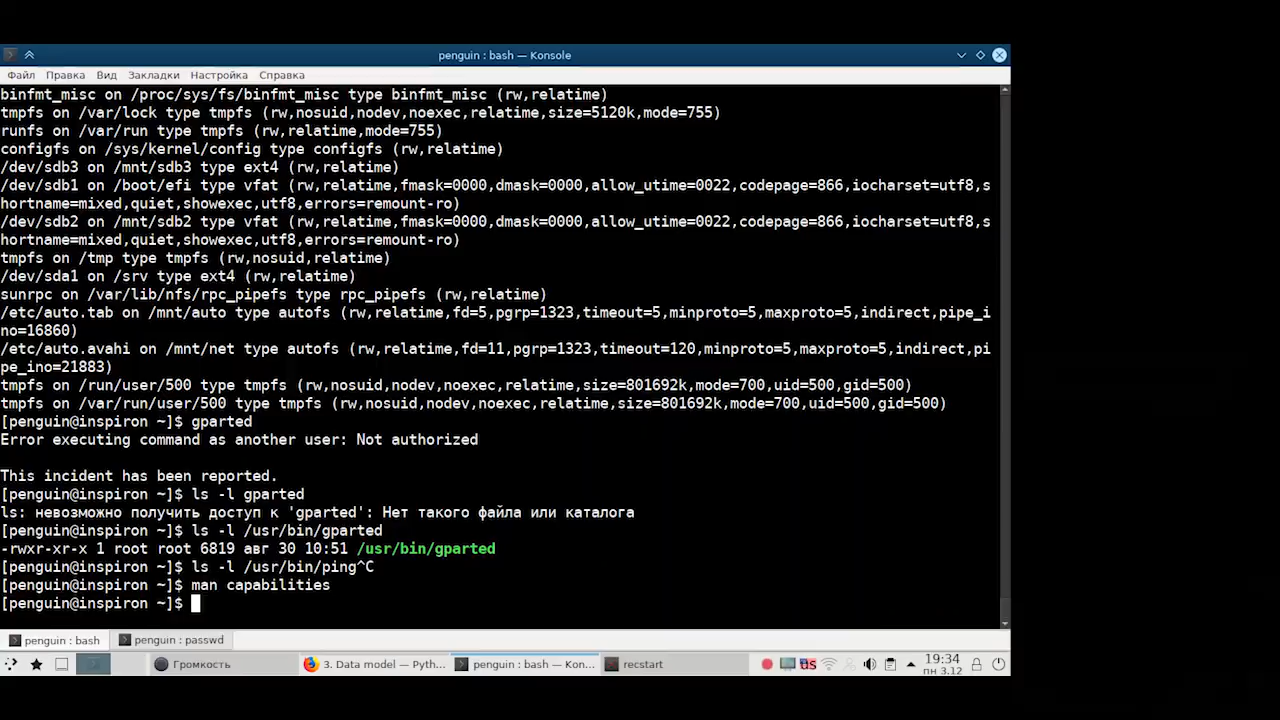 penguin : bash — Konsole
Файл Правка Вид Закладки Настройка Справка
binfmt_misc on /proc/sys/fs/binfmt_misc type binfmt_misc (rw,relatime)
tmpfs on /var/lock type tmpfs (rw,nosuid,nodev,noexec,relatime,size=5120k,mode=755)
runfs on /var/run type tmpfs (rw,relatime,mode=755)
configfs on /sys/kernel/config type configfs (rw,relatime)
/dev/sdb3 on /mnt/sdb3 type ext4 (rw,relatime)
/dev/sdb1 on /boot/efi type vfat (rw,relatime,fmask=0000,dmask=0000,allow_utime=0022,codepage=866,iocharset=utf8,s
hortname=mixed,quiet,showexec,utf8,errors=remount-ro)
/dev/sdb2 on /mnt/sdb2 type vfat (rw,relatime,fmask=0000,dmask=0000,allow_utime=0022,codepage=866,iocharset=utf8,s
hortname=mixed,quiet,showexec,utf8,errors=remount-ro)
tmpfs on /tmp type tmpfs (rw,nosuid,relatime)
/dev/sda1 on /srv type ext4 (rw,relatime)
sunrpc on /var/lib/nfs/rpc_pipefs type rpc_pipefs (rw,relatime)
/etc/auto.tab on /mnt/auto type autofs (rw,relatime,fd=5,pgrp=1323,timeout=5,minproto=5,maxproto=5,indirect,pipe_i
no=16860)
/etc/auto.avahi on /mnt/net type autofs (rw,relatime,fd=11,pgrp=1323,timeout=120,minproto=5,maxproto=5,indirect,pi
pe_ino=21883)
tmpfs on /run/user/500 type tmpfs (rw,nosuid,nodev,noexec,relatime,size=801692k,mode=700,uid=500,gid=500)
tmpfs on /var/run/user/500 type tmpfs (rw,nosuid,nodev,noexec,relatime,size=801692k,mode=700,uid=500,gid=500)
[penguin@inspiron ~]$ gparted
Error executing command as another user: Not authorized
This incident has been reported.
[penguin@inspiron ~]$ ls -l gparted
ls: невозможно получить доступ к 'gparted': Нет такого файла или каталога
[penguin@inspiron ~]$ ls -l /usr/bin/gparted
-rwxr-xr-x 1 root root 6819 авг 30 10:51 /usr/bin/gparted
[penguin@inspiron ~]$ ls -l /usr/bin/ping^C
[penguin@inspiron ~]$ man capabilities
[penguin@inspiron ~]$
penguin : bash penguin : passwd
Громкость 3. Data model — Pyth... penguin : bash — Kon... recstart US 19:34
пн 3.12